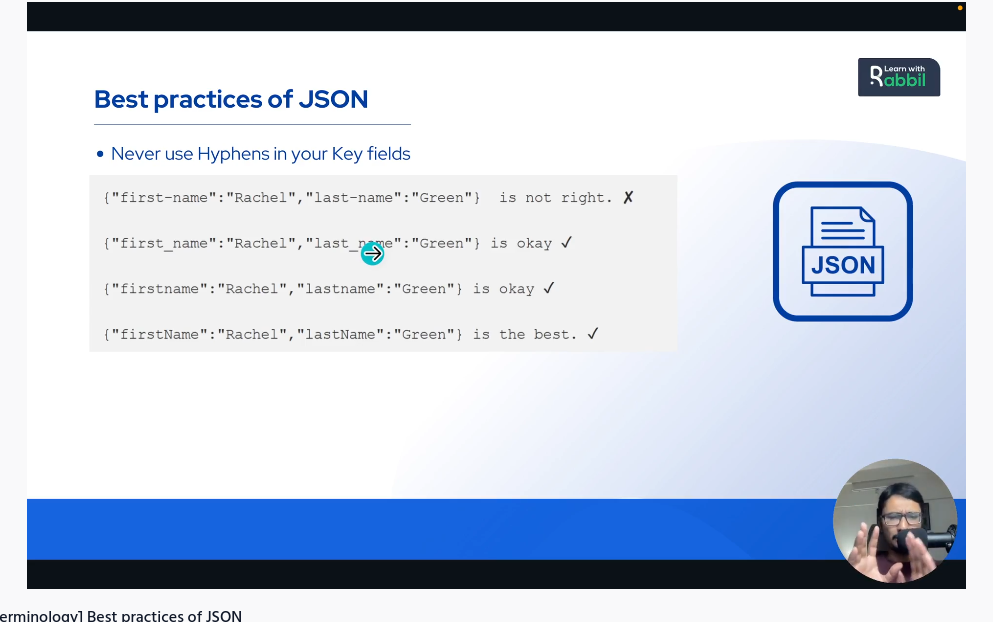 Learn with
Rabbil
Best practices of JSON
• Never use Hyphens in your Key fields
{"first-name":"Rachel","last-name":"Green"}  is not right. ✗
{"first_name":"Rachel","last_name":"Green"} is okay ✓
{"firstname":"Rachel","lastname":"Green"} is okay ✓
{"firstName":"Rachel","lastName":"Green"} is the best. ✓
JSON
erminology] Best practices of JSON